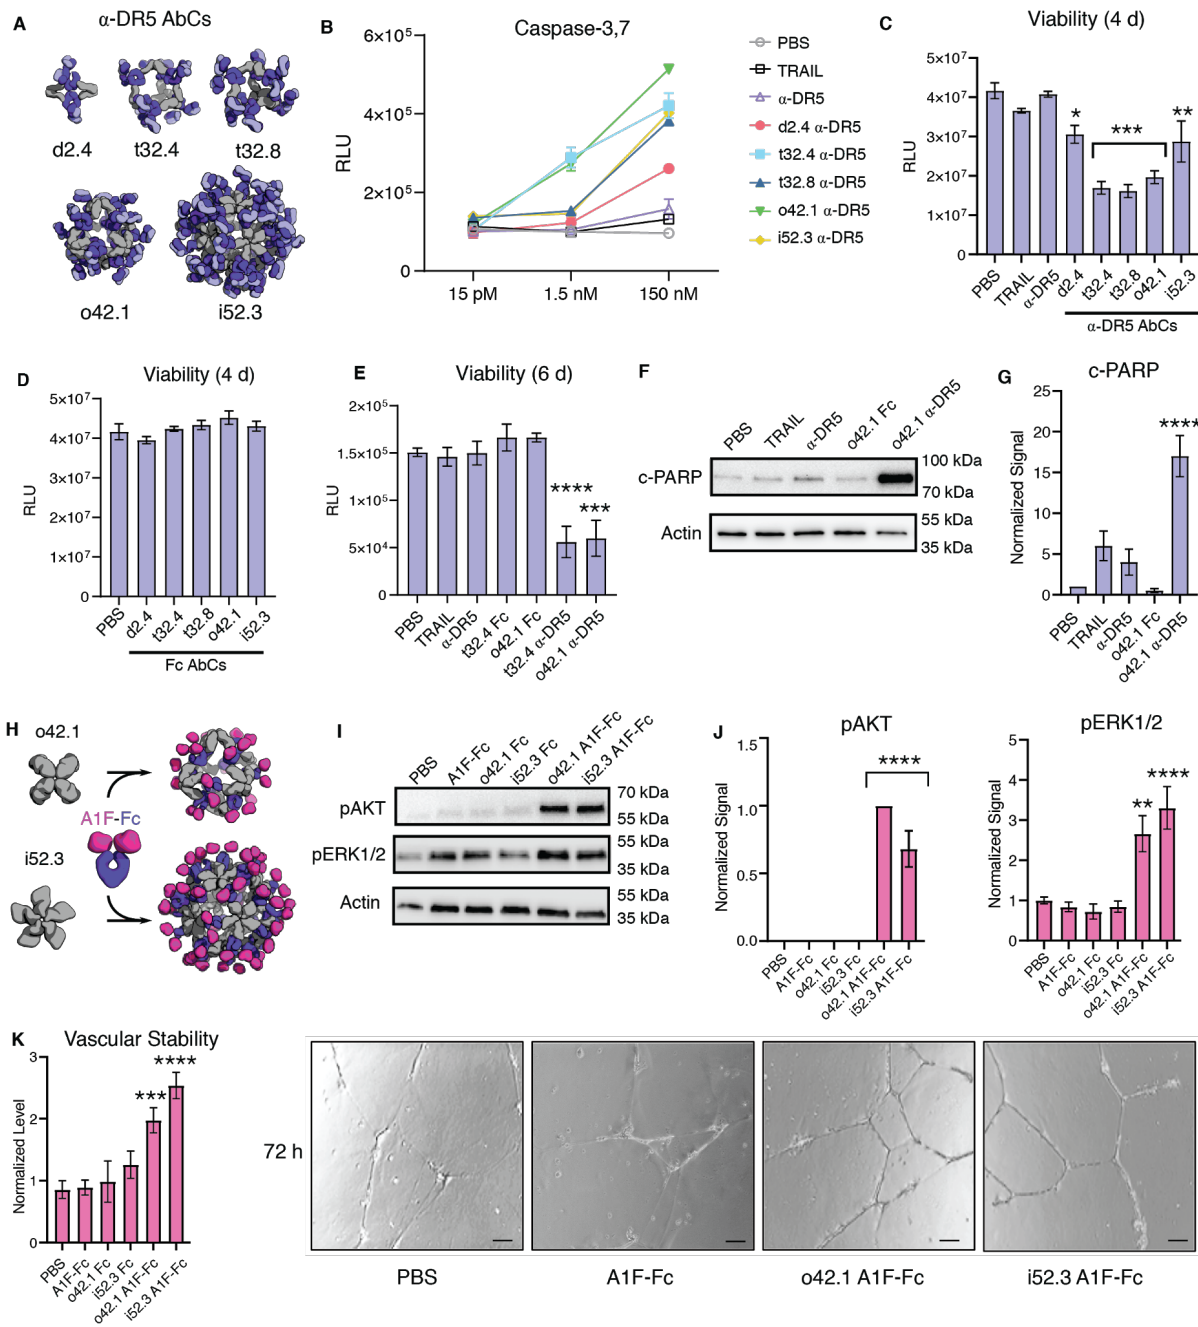 A
α-DR5 AbCs
d2.4
t32.4
t32.8
o42.1
i52.3
B
Caspase-3,7
6×10⁵
4×10⁵
2×10⁵
0
RLU
15 pM
1.5 nM
150 nM
PBS
TRAIL
α-DR5
d2.4 α-DR5
t32.4 α-DR5
t32.8 α-DR5
o42.1 α-DR5
i52.3 α-DR5
C
Viability (4 d)
5×10⁷
4×10⁷
3×10⁷
2×10⁷
1×10⁷
0
RLU
*
***
**
PBS
TRAIL
α-DR5
d2.4
t32.4
t32.8
o42.1
i52.3
α-DR5 AbCs
D
Viability (4 d)
5×10⁷
4×10⁷
3×10⁷
2×10⁷
1×10⁷
0
RLU
PBS
d2.4
t32.4
t32.8
o42.1
i52.3
Fc AbCs
E
Viability (6 d)
2×10⁵
1.5×10⁵
1×10⁵
5×10⁴
0
RLU
****
***
PBS
TRAIL
α-DR5
t32.4 Fc
o42.1 Fc
t32.4 α-DR5
o42.1 α-DR5
F
PBS
TRAIL
α-DR5
o42.1 Fc
o42.1 α-DR5
c-PARP
100 kDa
70 kDa
Actin
55 kDa
35 kDa
G
c-PARP
25
20
15
10
5
0
Normalized Signal
****
PBS
TRAIL
α-DR5
o42.1 Fc
o42.1 α-DR5
H
o42.1
A1F-Fc
i52.3
I
PBS
A1F-Fc
o42.1 Fc
i52.3 Fc
o42.1 A1F-Fc
i52.3 A1F-Fc
pAKT
70 kDa
55 kDa
pERK1/2
55 kDa
35 kDa
Actin
55 kDa
35 kDa
J
pAKT
1.5
1.0
0.5
0.0
Normalized Signal
****
PBS
A1F-Fc
o42.1 Fc
i52.3 Fc
o42.1 A1F-Fc
i52.3 A1F-Fc
pERK1/2
5
4
3
2
1
0
Normalized Signal
**
****
PBS
A1F-Fc
o42.1 Fc
i52.3 Fc
o42.1 A1F-Fc
i52.3 A1F-Fc
K
Vascular Stability
3
2
1
0
Normalized Level
***
****
PBS
A1F-Fc
o42.1 Fc
i52.3 Fc
o42.1 A1F-Fc
i52.3 A1F-Fc
72 h
PBS
A1F-Fc
o42.1 A1F-Fc
i52.3 A1F-Fc